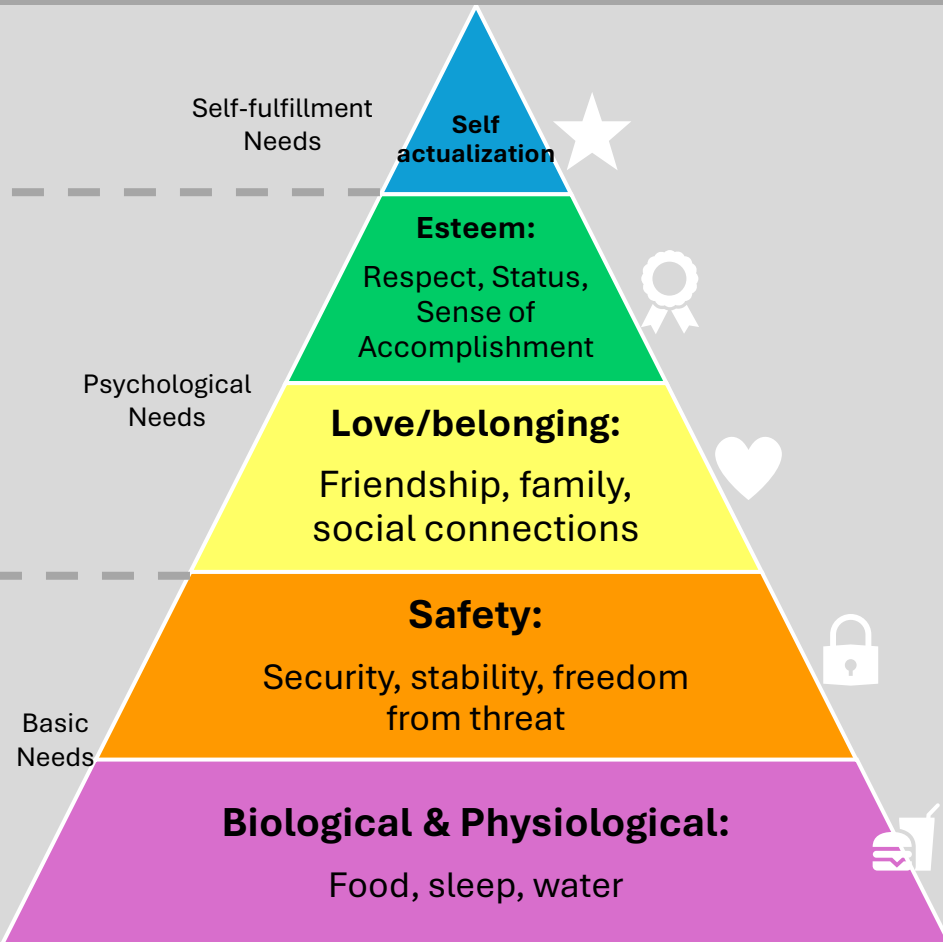 Self-fulfillment
Needs
Self
actualization
Esteem:
Respect, Status,
Sense of
Accomplishment
Psychological
Needs
Love/belonging:
Friendship, family,
social connections
Safety:
Security, stability, freedom
from threat
Basic
Needs
Biological & Physiological:
Food, sleep, water